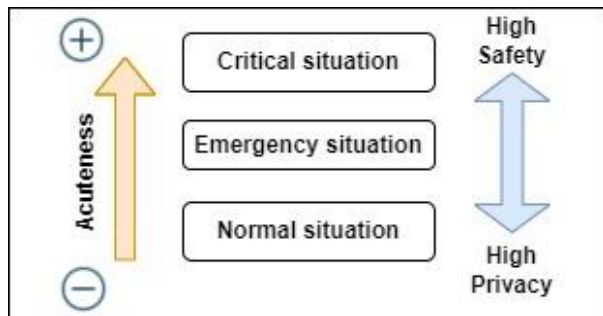 +
Acuteness
−
Critical situation
Emergency situation
Normal situation
High
Safety
High
Privacy